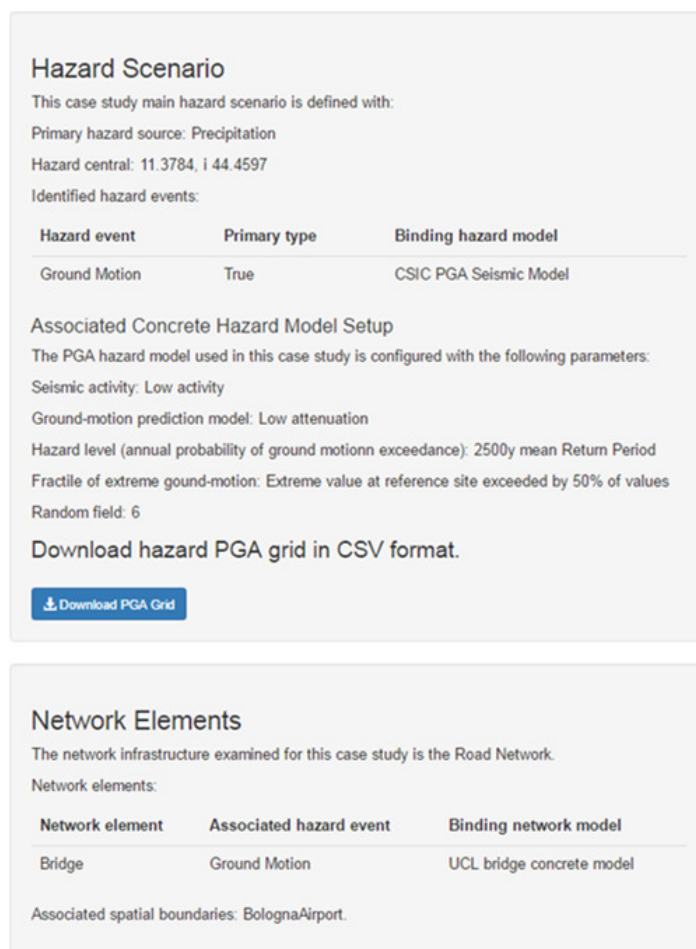 Hazard Scenario
This case study main hazard scenario is defined with:
Primary hazard source: Precipitation
Hazard central: 11.3784, i 44.4597
Identified hazard events:
Hazard event Primary type Binding hazard model
Ground Motion True CSIC PGA Seismic Model
Associated Concrete Hazard Model Setup
The PGA hazard model used in this case study is configured with the following parameters:
Seismic activity: Low activity
Ground-motion prediction model: Low attenuation
Hazard level (annual probability of ground motionn exceedance): 2500y mean Return Period
Fractile of extreme gound-motion: Extreme value at reference site exceeded by 50% of values
Random field: 6
Download hazard PGA grid in CSV format.
Download PGA Grid
Network Elements
The network infrastructure examined for this case study is the Road Network.
Network elements:
Network element Associated hazard event Binding network model
Bridge Ground Motion UCL bridge concrete model
Associated spatial boundaries: BolognaAirport.